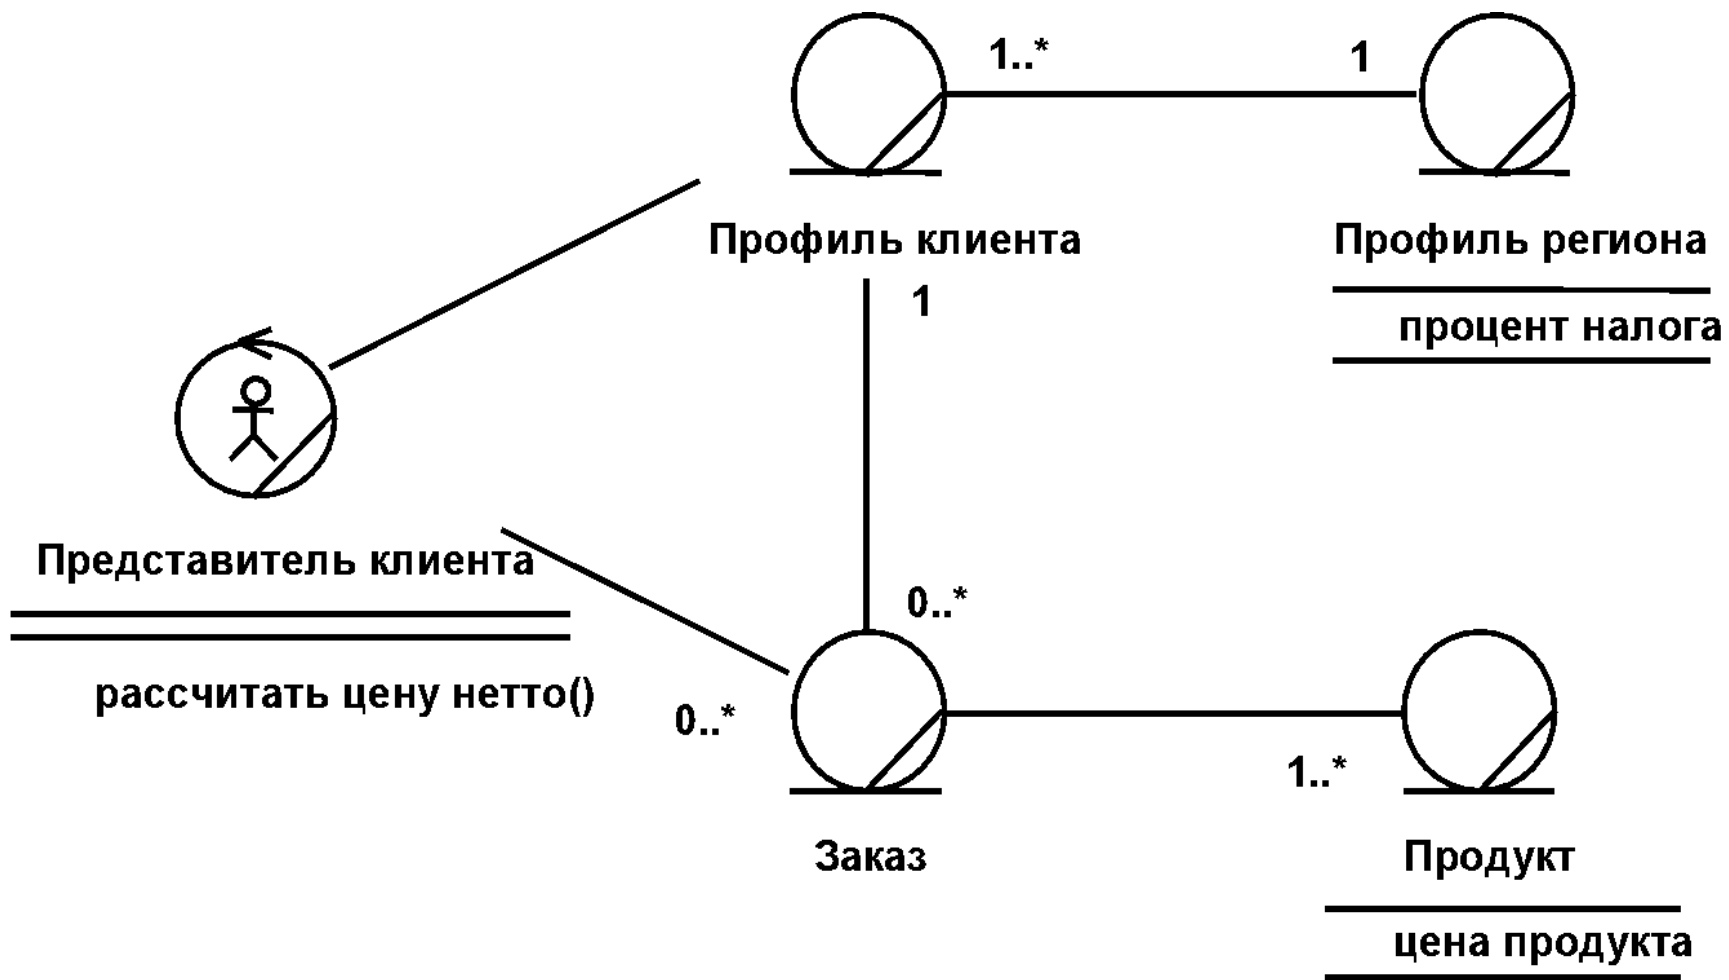 1..*
1
Профиль клиента
Профиль региона
1
процент налога
Представитель клиента
0..*
рассчитать цену нетто()
0..*
1..*
Заказ
Продукт
цена продукта